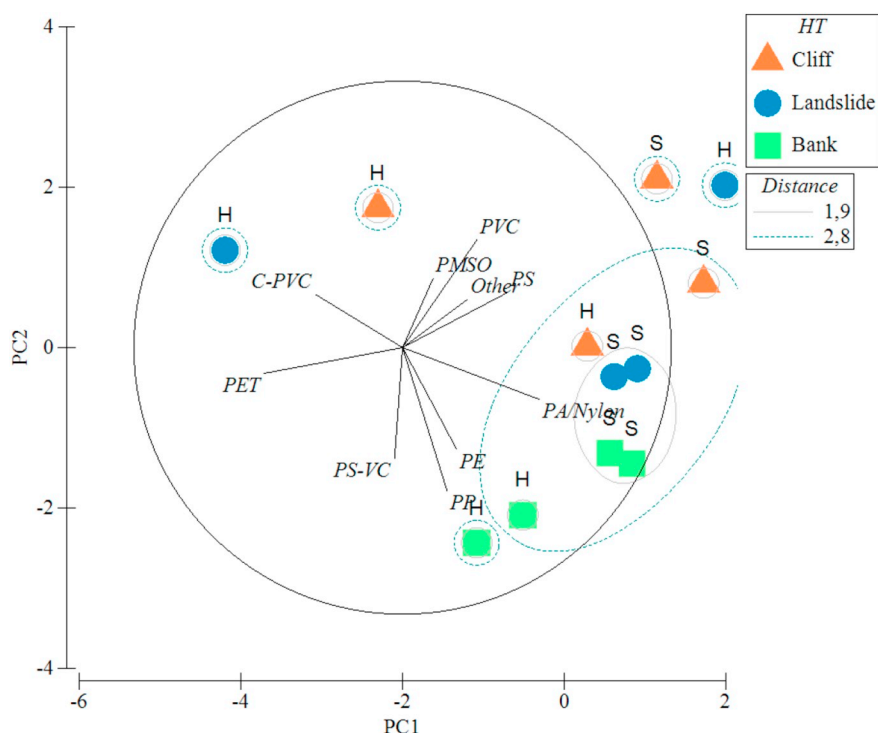 4
2
0
-2
-4
PC2
-6
-4
-2
0
2
PC1
H
H
S
H
S
H
S
S
S
S
H
H
PVC
PMSO
Other
PS
C-PVC
PET
PA/Nylon
PS-VC
PE
PP
HT
Cliff
Landslide
Bank
Distance
1,9
2,8